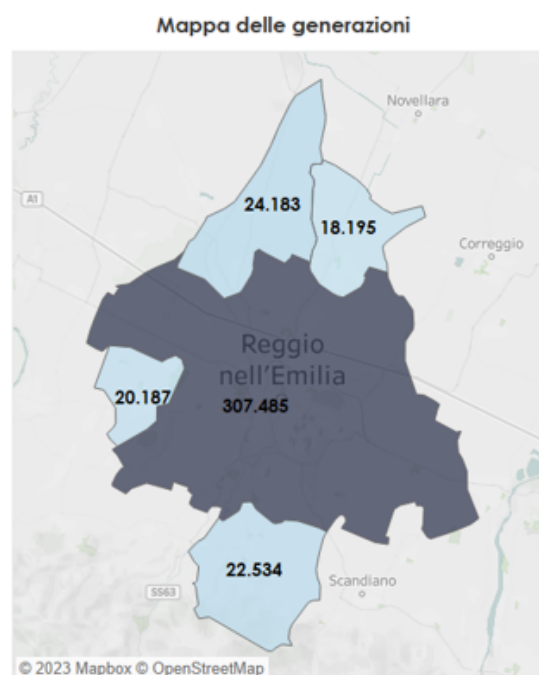 Mappa delle generazioni
Novellara
A1
24.183
18.195
Correggio
Reggio
nell'Emilia
20.187
307.485
22.534
SS63
Scandiano
© 2023 Mapbox © OpenStreetMap